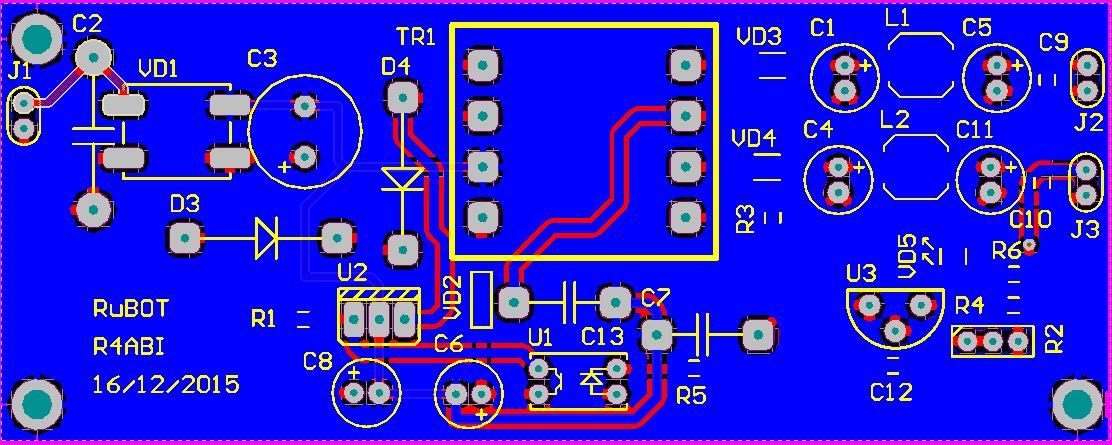 C2
J1
VD1
C3
D4
TR1
VD3
C1
L1
C5
C9
J2
VD4
C4
L2
C11
D3
R3
C10
J3
U2
VD2
VD5
R6
U3
C7
RuBOT
R1
R4
R4ABI
C6
U1
C13
R2
C8
16/12/2015
R5
C12